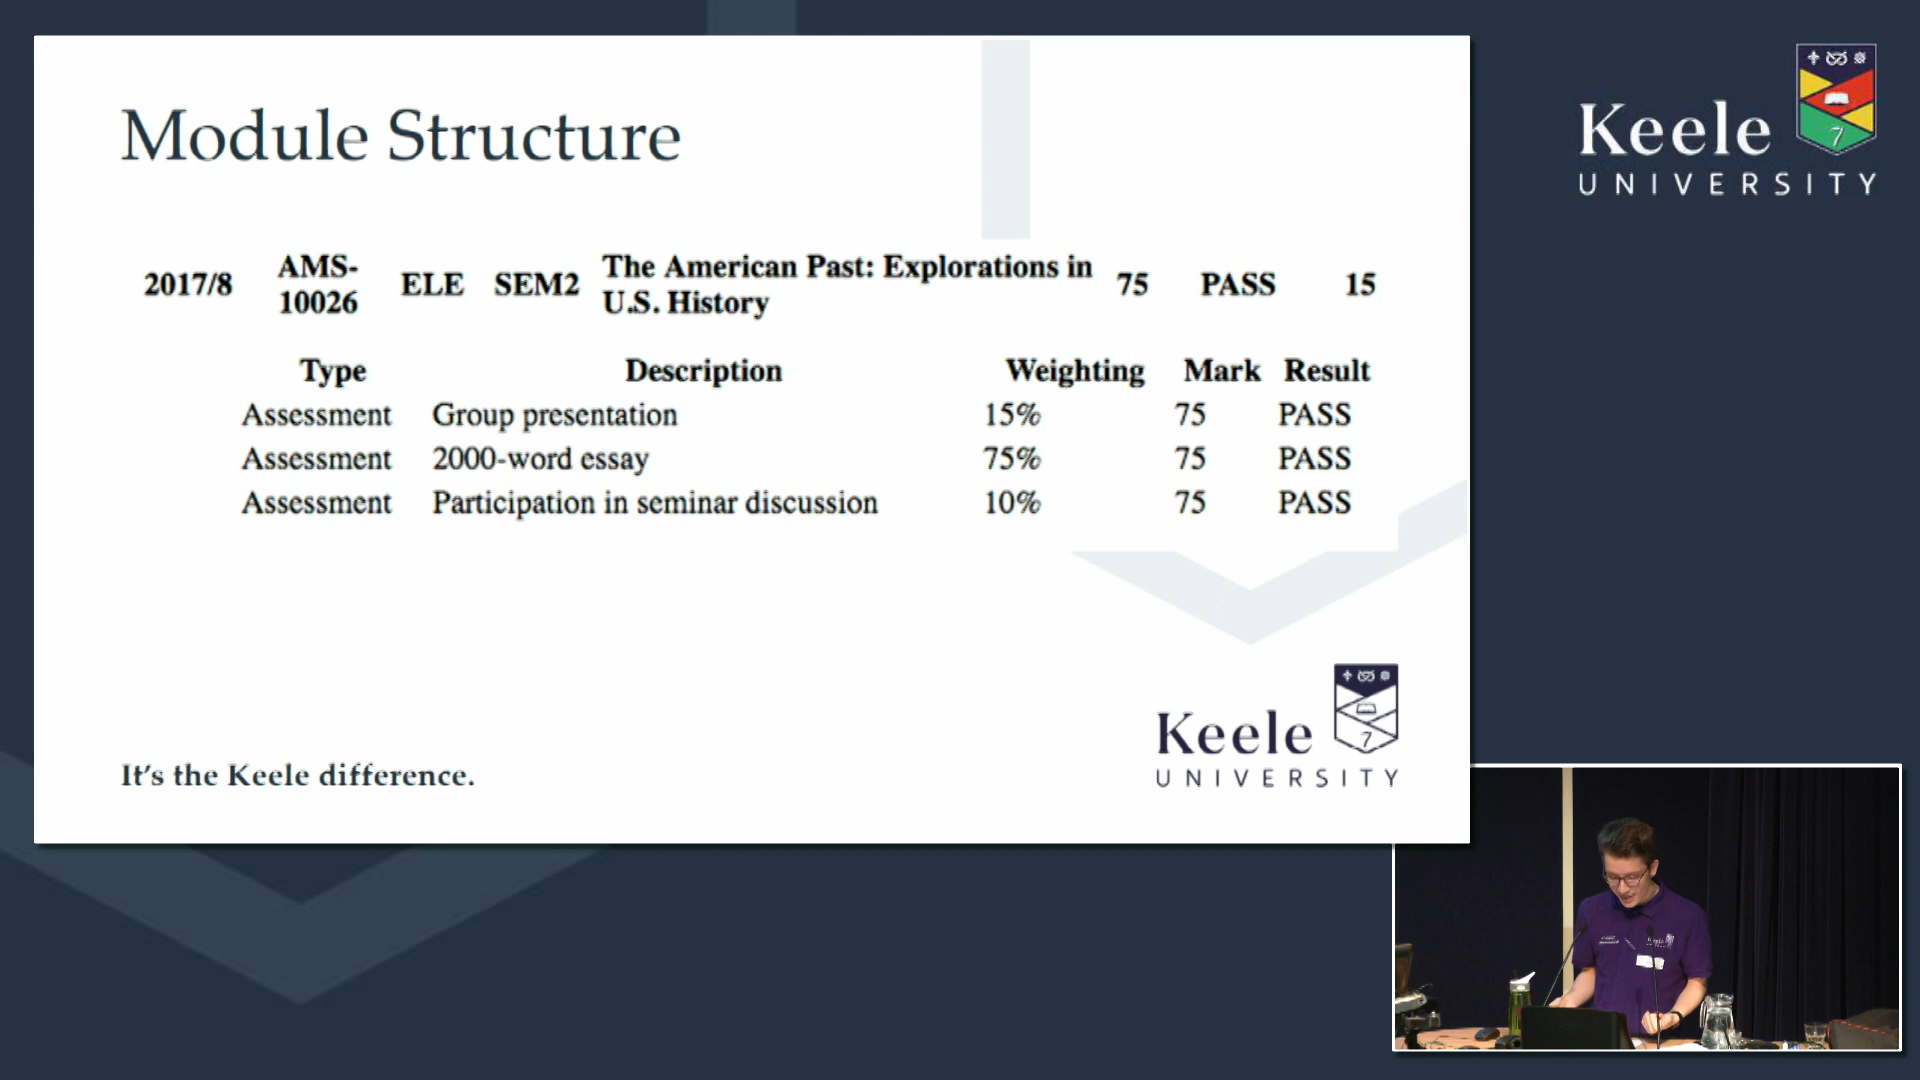 Module Structure
2017/8 AMS-10026 ELE SEM2 The American Past: Explorations in U.S. History 75 PASS 15
Type Description Weighting Mark Result
Assessment Group presentation 15% 75 PASS
Assessment 2000-word essay 75% 75 PASS
Assessment Participation in seminar discussion 10% 75 PASS
It's the Keele difference.
Keele
UNIVERSITY
Keele
UNIVERSITY